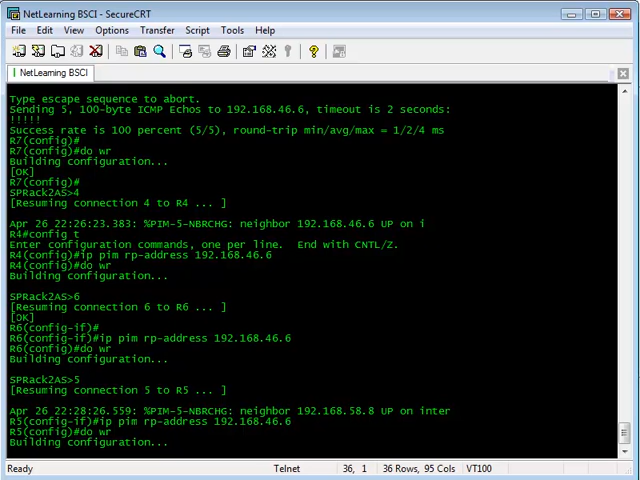 NetLearning BSCI - SecureCRT
File Edit View Options Transfer Script Tools Help
NetLearning BSCI
Type escape sequence to abort.
Sending 5, 100-byte ICMP Echos to 192.168.46.6, timeout is 2 seconds:
!!!!!
Success rate is 100 percent (5/5), round-trip min/avg/max = 1/2/4 ms
R7(config)#
R7(config)#do wr
Building configuration...
[OK]
R7(config)#
SPRack2AS>4
[Resuming connection 4 to R4 ... ]
Apr 26 22:26:23.383: %PIM-5-NBRCHG: neighbor 192.168.46.6 UP on i
R4#config t
Enter configuration commands, one per line.  End with CNTL/Z.
R4(config)#ip pim rp-address 192.168.46.6
R4(config)#do wr
Building configuration...
SPRack2AS>6
[Resuming connection 6 to R6 ... ]
[OK]
R6(config-if)#
R6(config-if)#ip pim rp-address 192.168.46.6
R6(config)#do wr
Building configuration...
SPRack2AS>5
[Resuming connection 5 to R5 ... ]
Apr 26 22:28:26.559: %PIM-5-NBRCHG: neighbor 192.168.58.8 UP on inter
R5(config-if)#ip pim rp-address 192.168.46.6
R5(config)#do wr
Building configuration...
Ready Telnet 36, 1 36 Rows, 95 Cols VT100